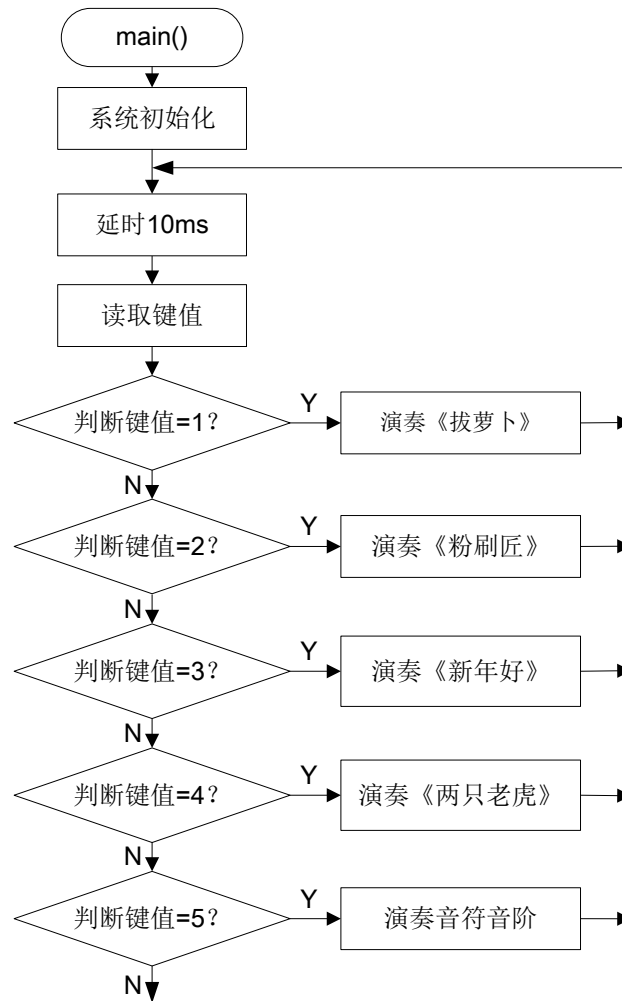 main()
系统初始化
延时10ms
读取键值
判断键值=1?
Y
演奏《拔萝卜》
N
判断键值=2?
Y
演奏《粉刷匠》
N
判断键值=3?
Y
演奏《新年好》
N
判断键值=4?
Y
演奏《两只老虎》
N
判断键值=5?
Y
演奏音符音阶
N